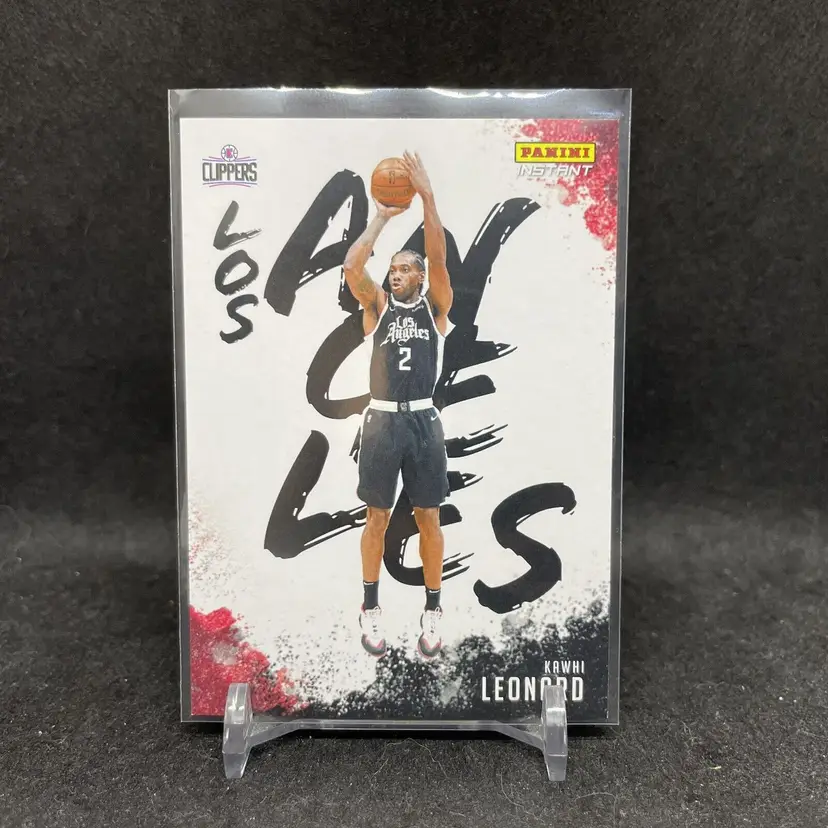 CLIPPERS
PANINI
INSTANT
LOS
ANGELES
Los
Angeles
2
KAWHI
LEONARD